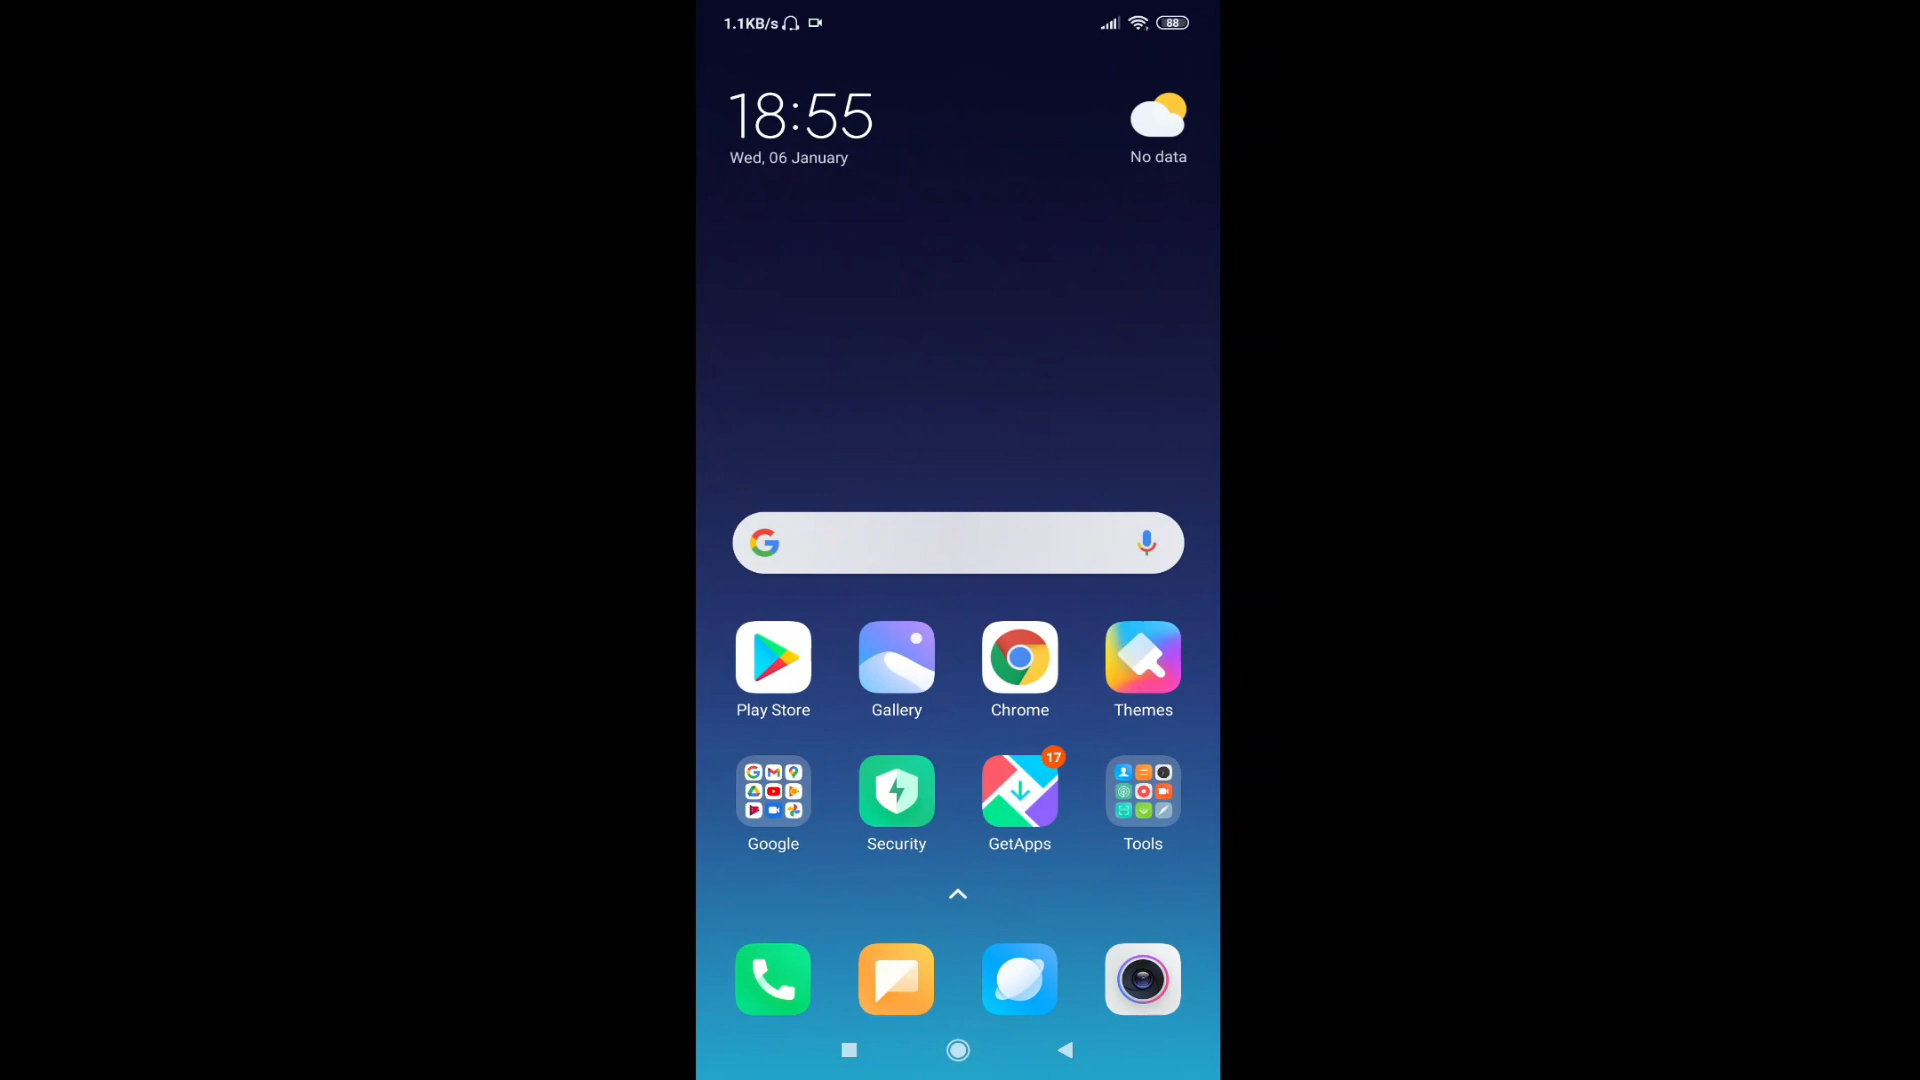 1.1KB/s
88
18:55
Wed, 06 January
No data
Play Store
Gallery
Chrome
Themes
17
Google
Security
GetApps
Tools